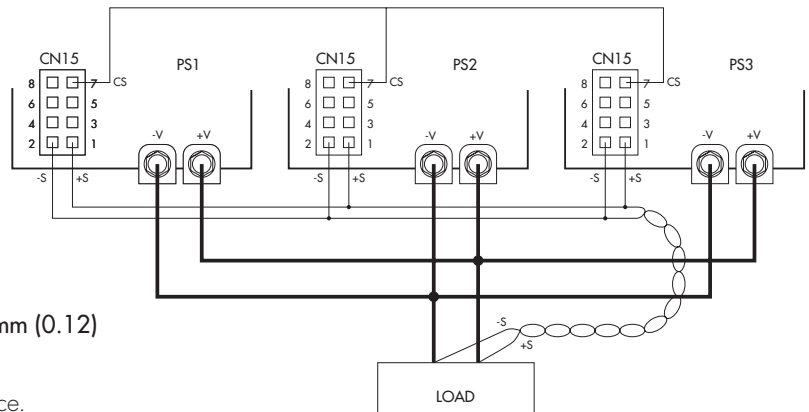 CN15 PS1 CN15 PS2 CN15 PS3
8 7 CS 8 7 CS 8 7 CS
6 5 6 5 6 5
4 3 4 3 4 3
2 1 -V +V 2 1 -V +V 2 1 -V +V
-S +S -S +S -S +S
mm (0.12)
-S
+S
LOAD
ce.